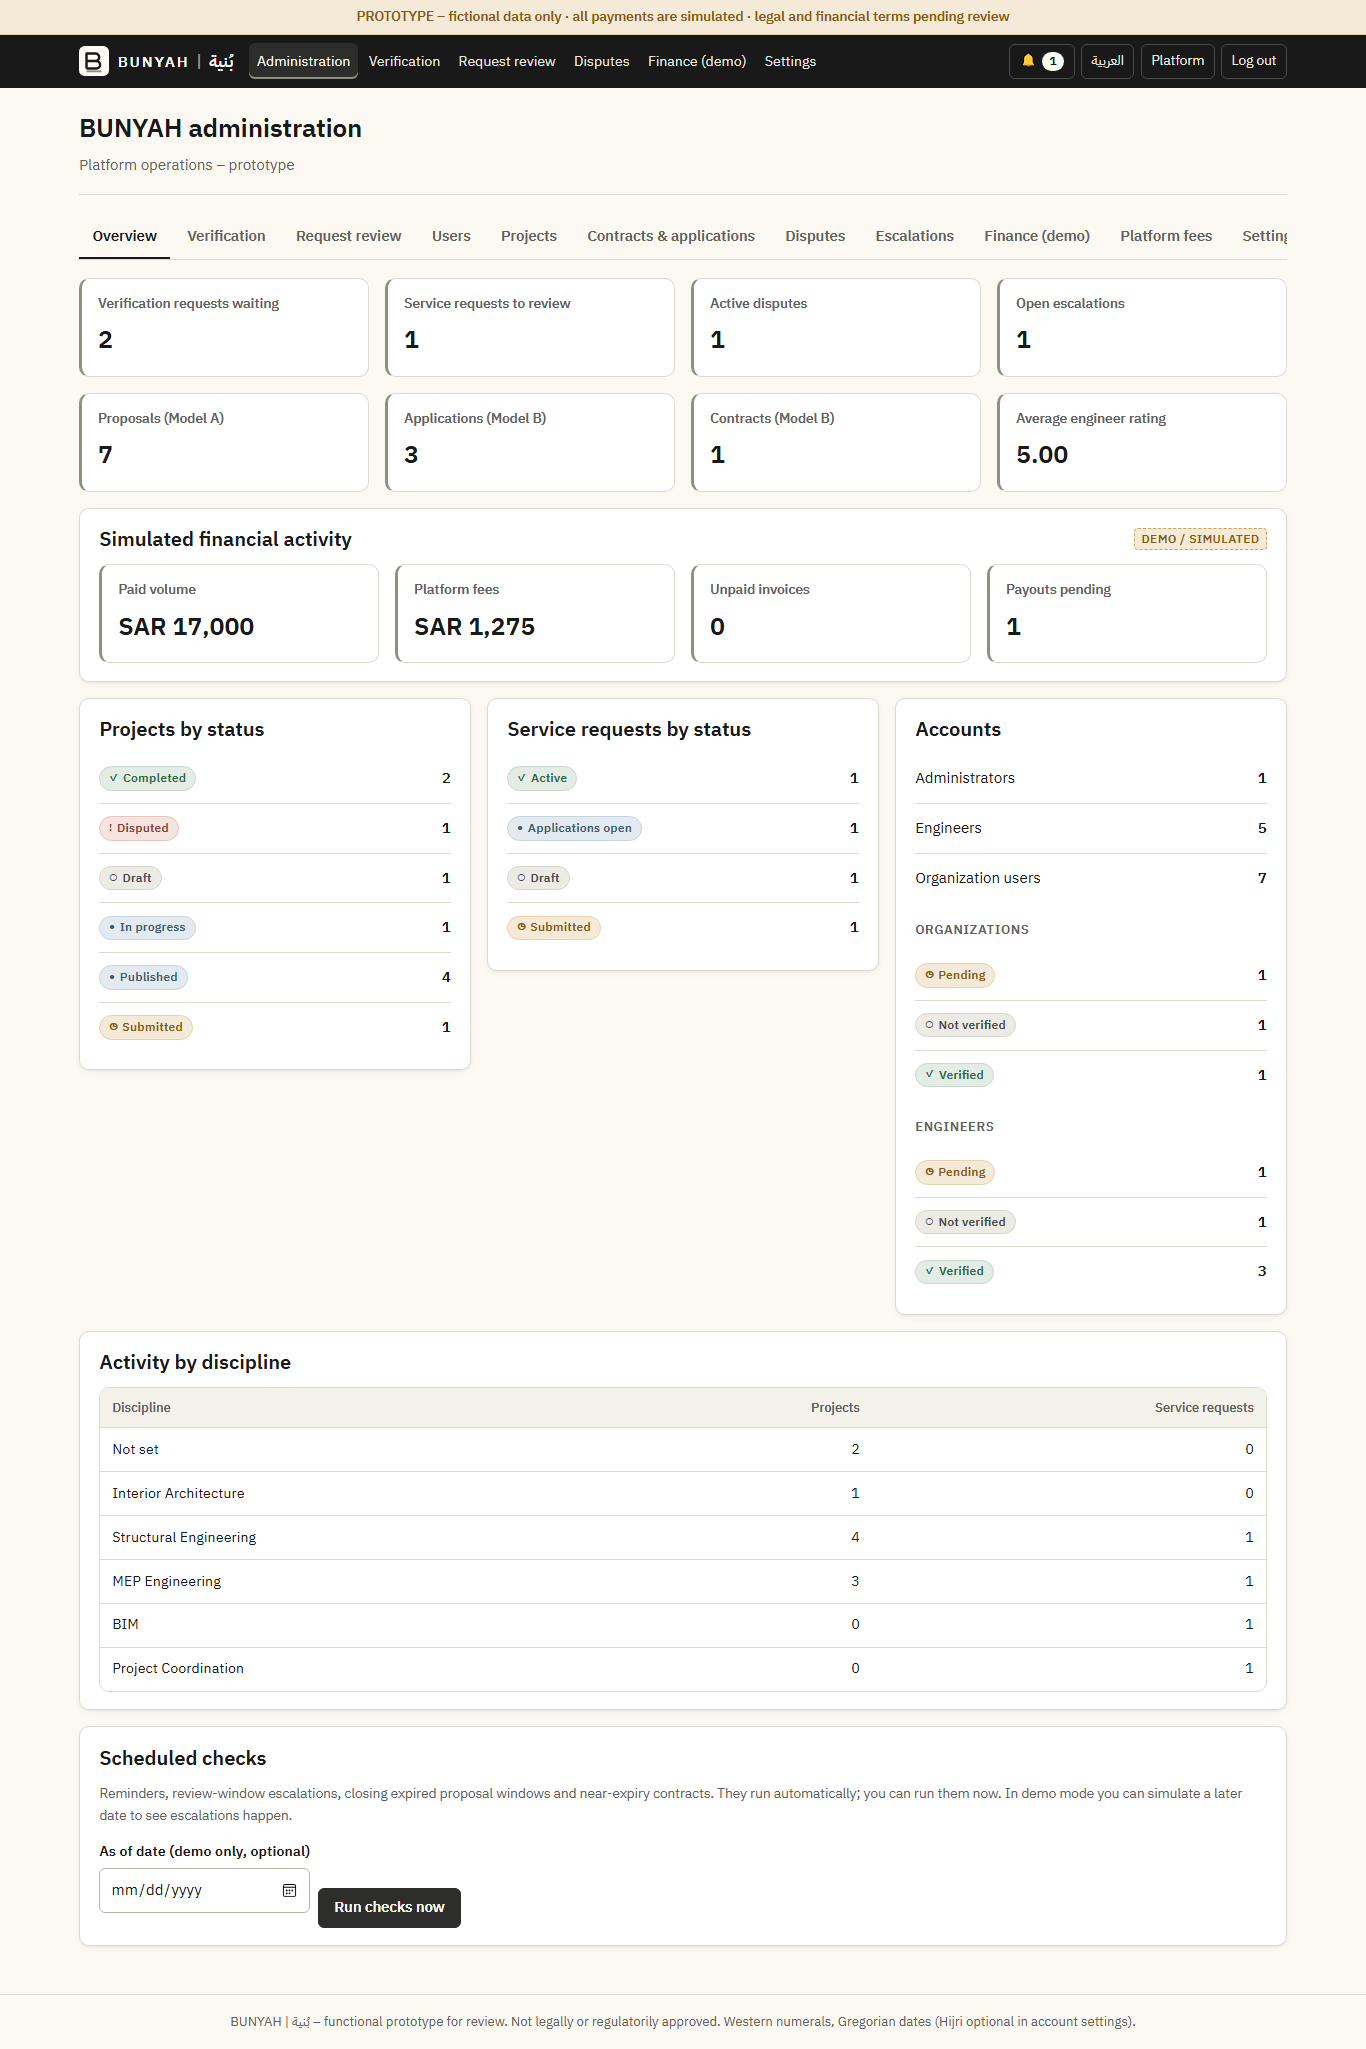 PROTOTYPE – fictional data only · all payments are simulated · legal and financial terms pending review
B BUNYAH | بُنية Administration Verification Request review Disputes Finance (demo) Settings 1 العربية Platform Log out
BUNYAH administration
Platform operations – prototype
Overview Verification Request review Users Projects Contracts & applications Disputes Escalations Finance (demo) Platform fees Setting
Verification requests waiting Service requests to review Active disputes Open escalations
2 1 1 1
Proposals (Model A) Applications (Model B) Contracts (Model B) Average engineer rating
7 3 1 5.00
Simulated financial activity DEMO / SIMULATED
Paid volume Platform fees Unpaid invoices Payouts pending
SAR 17,000 SAR 1,275 0 1
Projects by status
✓ Completed 2
! Disputed 1
○ Draft 1
• In progress 1
• Published 4
◔ Submitted 1
Service requests by status
✓ Active 1
• Applications open 1
○ Draft 1
◔ Submitted 1
Accounts
Administrators 1
Engineers 5
Organization users 7
ORGANIZATIONS
◔ Pending 1
○ Not verified 1
✓ Verified 1
ENGINEERS
◔ Pending 1
○ Not verified 1
✓ Verified 3
Activity by discipline
Discipline Projects Service requests
Not set 2 0
Interior Architecture 1 0
Structural Engineering 4 1
MEP Engineering 3 1
BIM 0 1
Project Coordination 0 1
Scheduled checks
Reminders, review-window escalations, closing expired proposal windows and near-expiry contracts. They run automatically; you can run them now. In demo mode you can simulate a later
date to see escalations happen.
As of date (demo only, optional)
mm/dd/yyyy Run checks now
BUNYAH | بُنية – functional prototype for review. Not legally or regulatorily approved. Western numerals, Gregorian dates (Hijri optional in account settings).